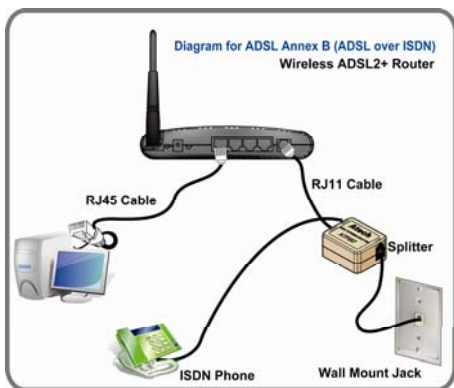 Diagram for ADSL Annex B (ADSL over ISDN)
Wireless ADSL2+ Router
RJ45 Cable
RJ11 Cable
Splitter
ISDN Phone
Wall Mount Jack